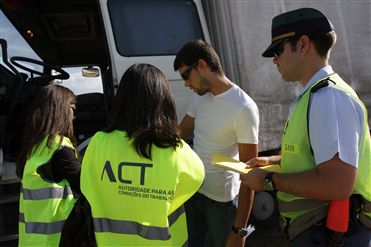 ACT
AUTORIDADE PARA AS
CONDIÇÕES DO TRABALHO